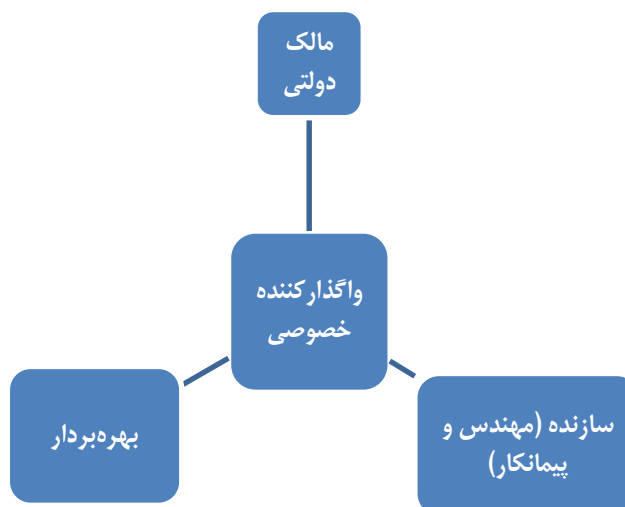 مالک
دولتی
واگذارکننده
خصوصی
سازنده (مهندس و
پیمانکار)
بهره‌بردار